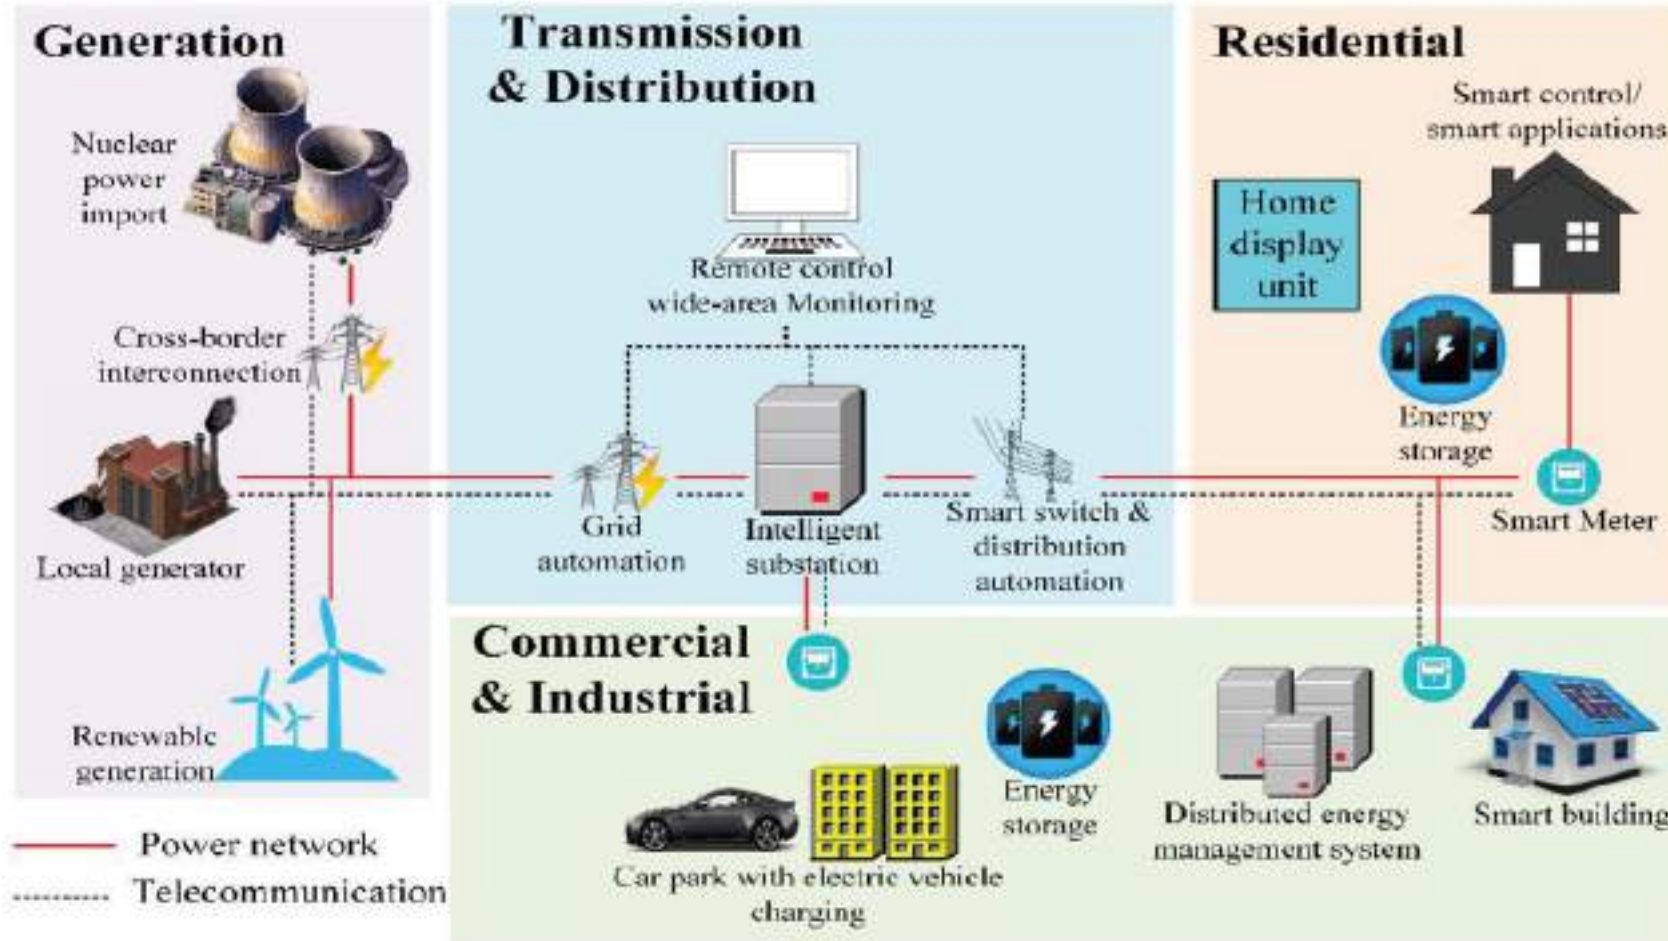 Generation
Nuclear
power
import
Cross-border
interconnection
Local generator
Renewable
generation
Power network
Telecommunication
Transmission
& Distribution
Remote control
wide-area Monitoring
Grid
automation
Intelligent
substation
Smart switch &
distribution
automation
Residential
Smart control/
smart applications
Home
display
unit
Energy
storage
Smart Meter
Commercial
& Industrial
Car park with electric vehicle
charging
Energy
storage
Distributed energy
management system
Smart building